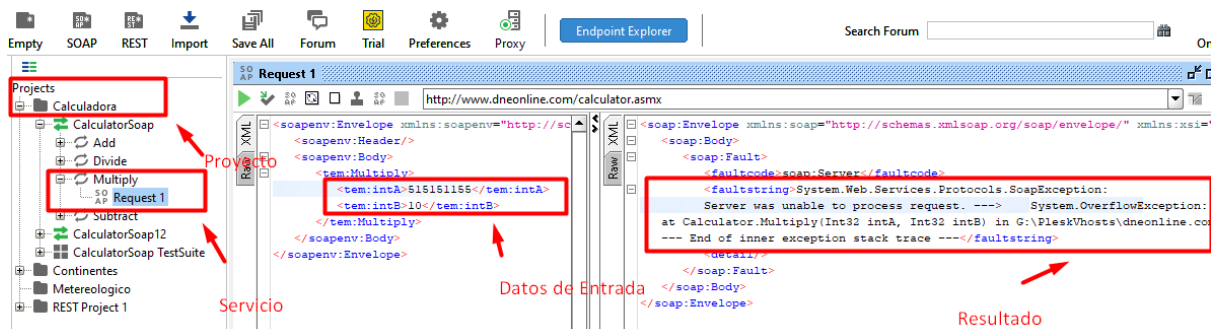 Empty SOAP REST Import Save All Forum Trial Preferences Proxy Endpoint Explorer Search Forum On
Projects
Calculadora
CalculatorSoap
Add
Divide
Multiply
SOAP Request 1
Subtract
CalculatorSoap12
CalculatorSoap TestSuite
Continentes
Metereologico
REST Project 1
Proyecto
Servicio
SOAP Request 1
http://www.dneonline.com/calculator.asmx
XML
Raw
<soapenv:Envelope xmlns:soapenv="http://sc
<soapenv:Header/>
<soapenv:Body>
<tem:Multiply>
<tem:intA>515151155</tem:intA>
<tem:intB>10</tem:intB>
</tem:Multiply>
</soapenv:Body>
</soapenv:Envelope>
Datos de Entrada
XML
Raw
<soap:Envelope xmlns:soap="http://schemas.xmlsoap.org/soap/envelope/" xmlns:xsi="
<soap:Body>
<soap:Fault>
<faultcode>soap:Server</faultcode>
<faultstring>System.Web.Services.Protocols.SoapException:
Server was unable to process request. ---> System.OverflowException:
at Calculator.Multiply(Int32 intA, Int32 intB) in G:\PleskVhosts\dneonline.co
--- End of inner exception stack trace ---</faultstring>
<detail/>
</soap:Fault>
</soap:Body>
</soap:Envelope>
Resultado